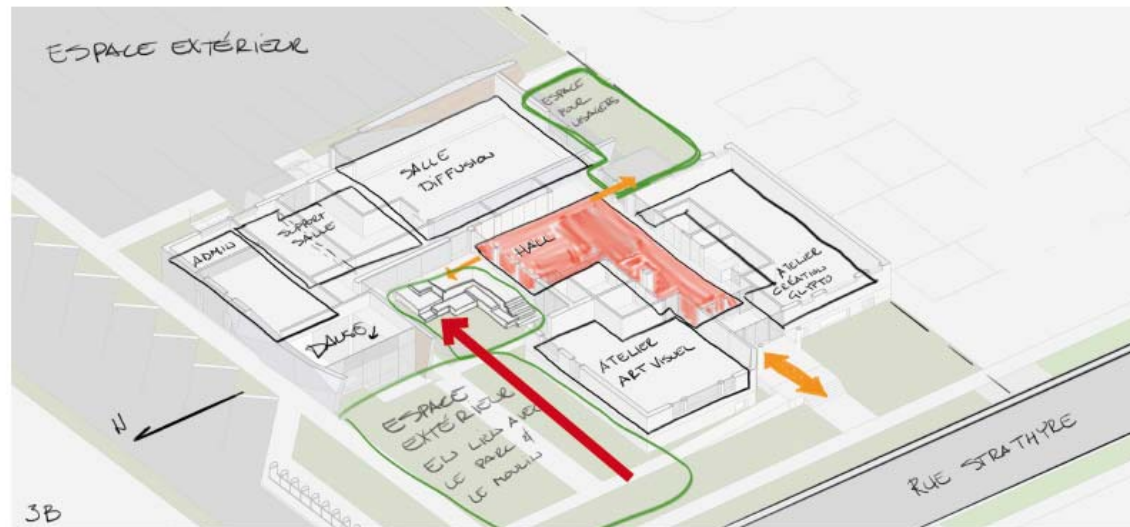 ESPACE EXTÉRIEUR
ESPACE
POUR
USAGERS
SALLE
DIFFUSION
SUPPORT
SALLE
ADMIN
HALL
ATELIER
CRÉATION
GLIPTO
DANSE
ATELIER
ART VISUEL
ESPACE
EXTÉRIEUR
EN LIEN AVEC
LE PARC &
LE MOULIN
N
RUE STRATHYRE
3B